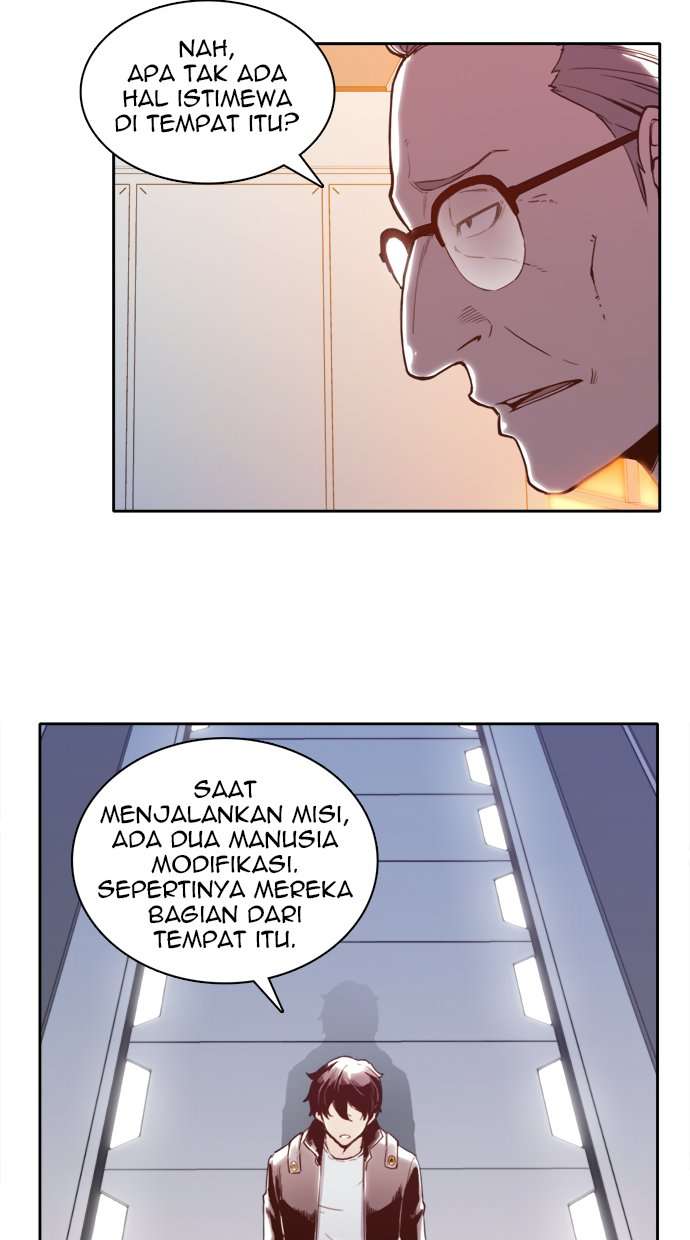 NAH,
APA TAK ADA
HAL ISTIMEWA
DI TEMPAT ITU?
SAAT
MENJALANKAN MISI,
ADA DUA MANUSIA
MODIFIKASI.
SEPERTINYA MEREKA
BAGIAN DARI
TEMPAT ITU.